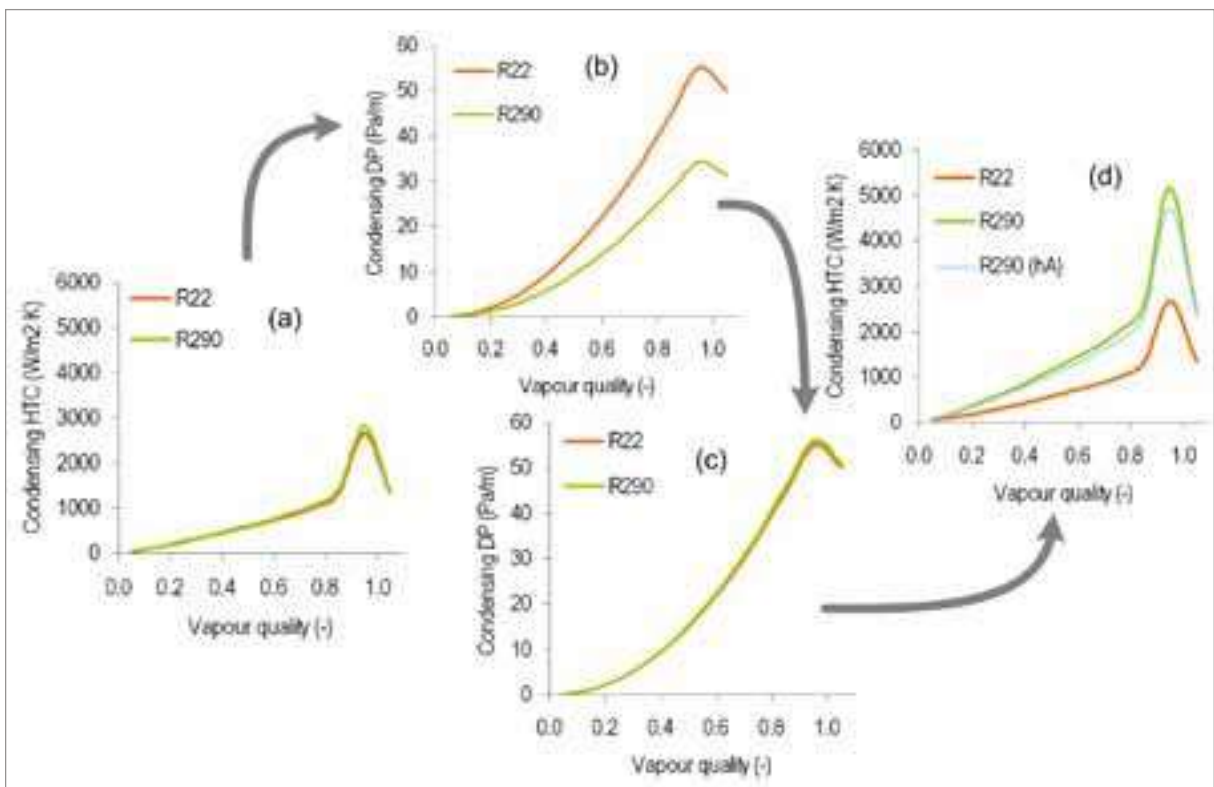 (a)
Condensing HTC (W/m2 K)
6000
5000
4000
3000
2000
1000
0
R22
R290
0.0 0.2 0.4 0.6 0.8 1.0
Vapour quality (-)
(b)
Condensing DP (Pa/m)
60
50
40
30
20
10
0
R22
R290
0.0 0.2 0.4 0.6 0.8 1.0
Vapour quality (-)
(c)
Condensing DP (Pa/m)
60
50
40
30
20
10
0
R22
R290
0.0 0.2 0.4 0.6 0.8 1.0
Vapour quality (-)
(d)
Condensing HTC (W/m2 K)
6000
5000
4000
3000
2000
1000
0
R22
R290
R290 (hA)
0.0 0.2 0.4 0.6 0.8 1.0
Vapour quality (-)